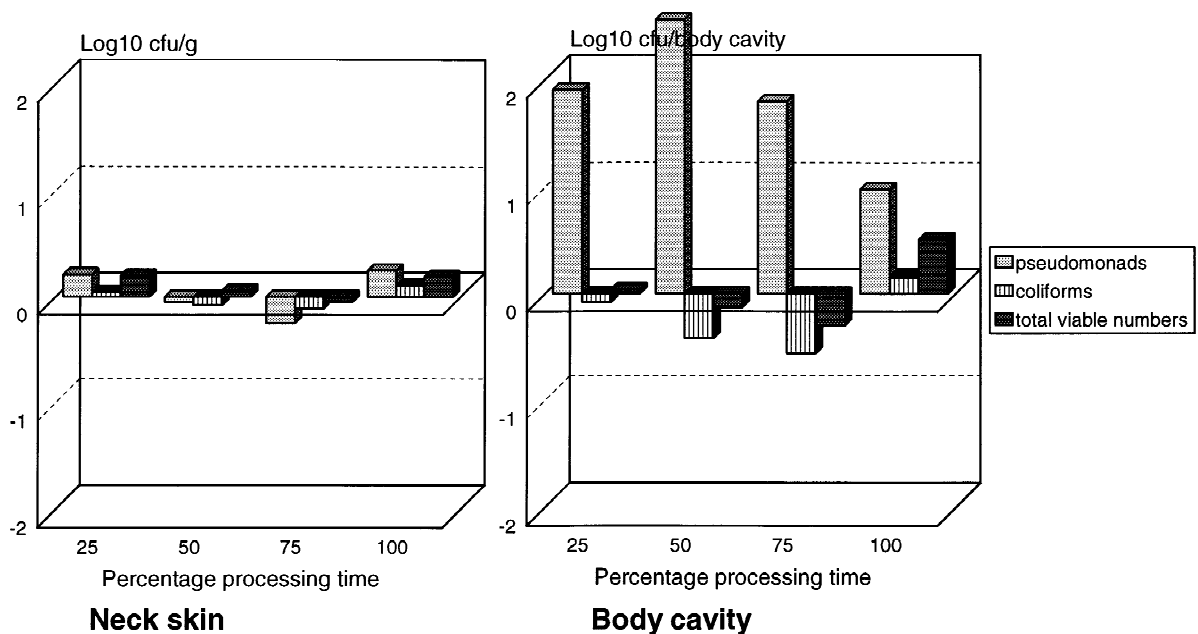 Log10 cfu/g
2
1
0
-1
-2
25 50 75 100
Percentage processing time
Neck skin
Log10 cfu/body cavity
2
1
0
-1
-2
25 50 75 100
Percentage processing time
Body cavity
pseudomonads
coliforms
total viable numbers